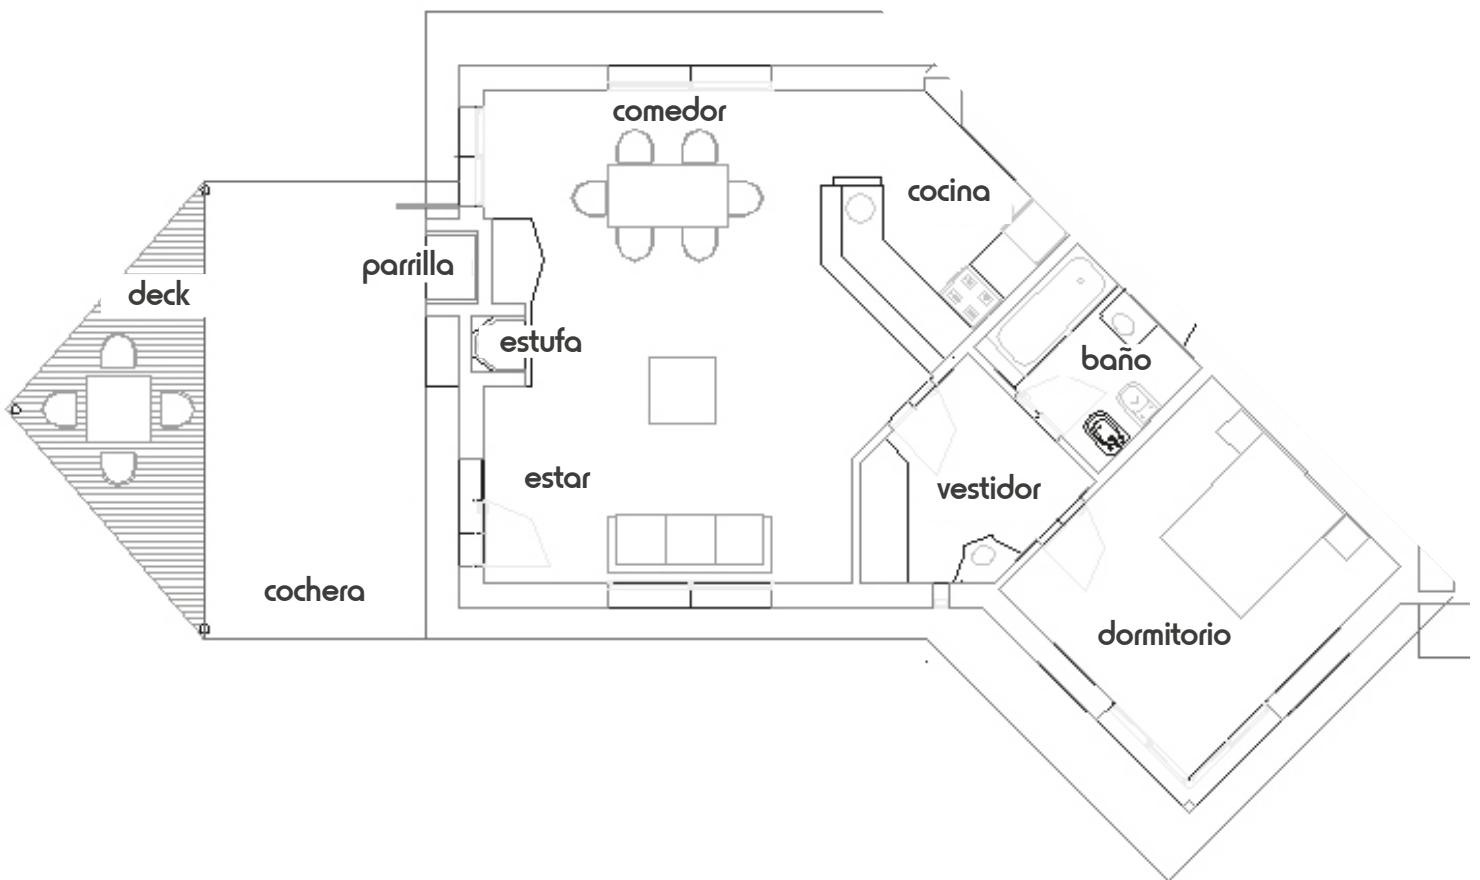 comedor
cocina
parrilla
deck
estufa
baño
estar
vestidor
cochera
dormitorio